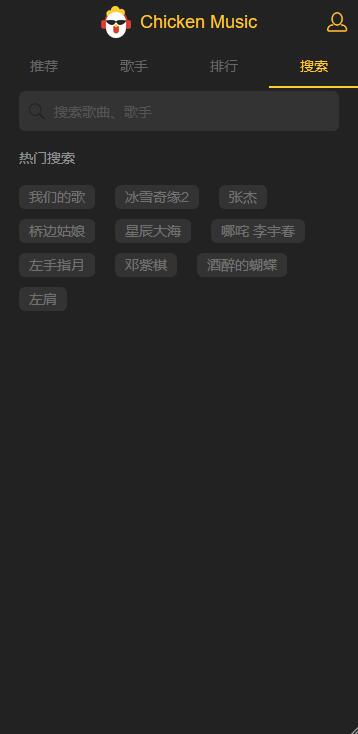 Chicken Music
推荐 歌手 排行 搜索
搜索歌曲、歌手
热门搜索
我们的歌 冰雪奇缘2 张杰
桥边姑娘 星辰大海 哪咤 李宇春
左手指月 邓紫棋 酒醉的蝴蝶
左肩